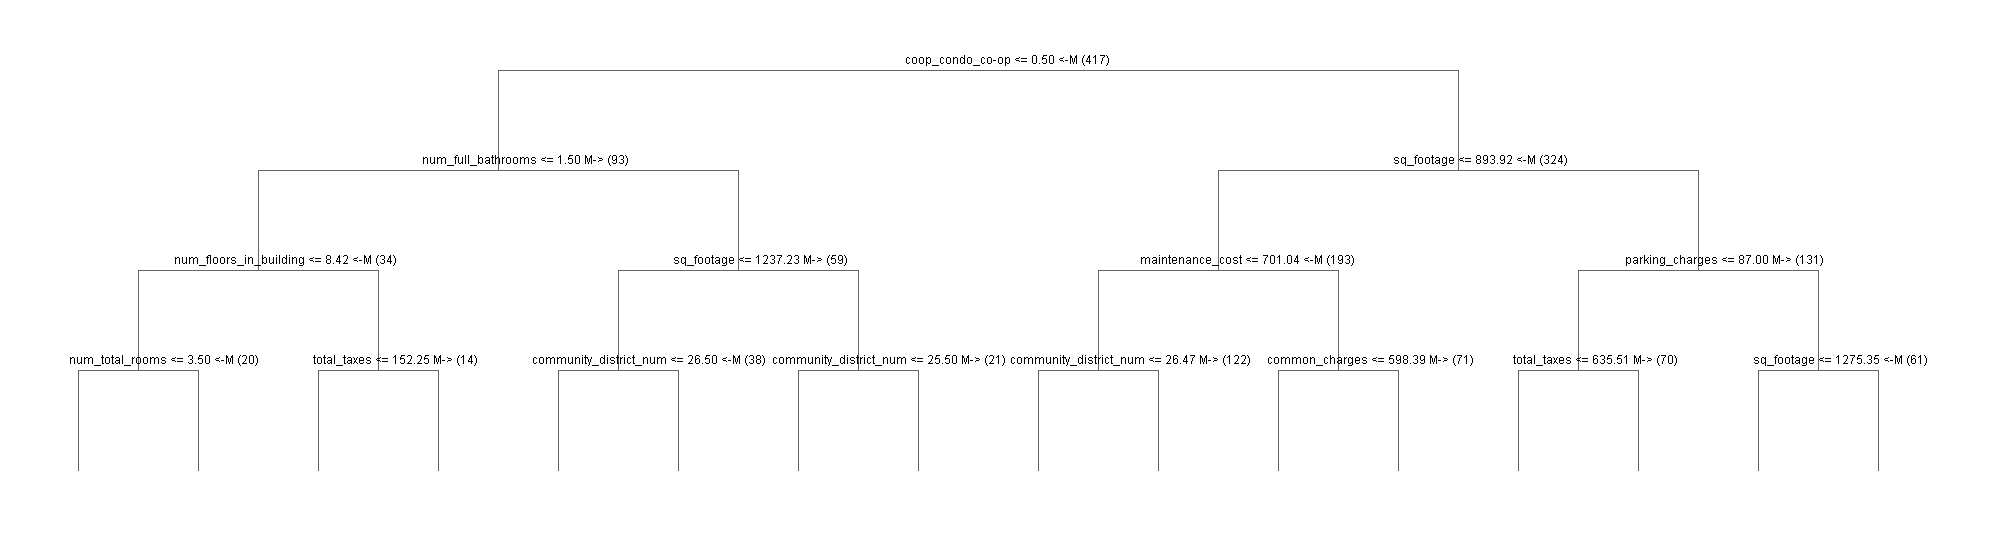 coop_condo_co-op <= 0.50 <-M (417)
num_full_bathrooms <= 1.50 M-> (93)
sq_footage <= 893.92 <-M (324)
num_floors_in_building <= 8.42 <-M (34)
sq_footage <= 1237.23 M-> (59)
maintenance_cost <= 701.04 <-M (193)
parking_charges <= 87.00 M-> (131)
num_total_rooms <= 3.50 <-M (20)
total_taxes <= 152.25 M-> (14)
community_district_num <= 26.50 <-M (38)
community_district_num <= 25.50 M-> (21)
community_district_num <= 26.47 M-> (122)
common_charges <= 598.39 M-> (71)
total_taxes <= 635.51 M-> (70)
sq_footage <= 1275.35 <-M (61)